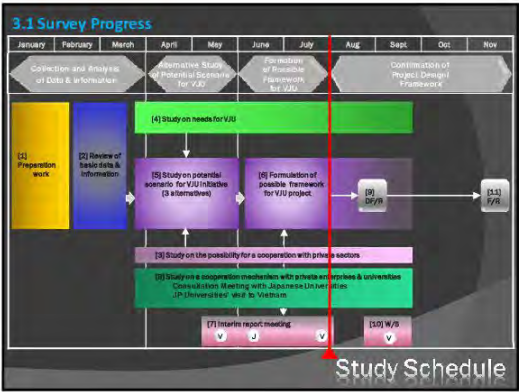 3.1 Survey Progress
January February March April May June July Aug Sept Oct Nov
Collection and Analysis
of Data & Information
Alternative Study
of Potential Scenario
for VJU
Formation
of Possible
Framework
for VJU
Confirmation of
Project Design/
Framework
[4] Study on needs for VJU
[1]
Preparation
work
[2] Review of
basic data &
information
[5] Study on potential
scenario for VJU initiative
(3 alternatives)
[6] Formulation of
possible framework
for VJU project
[9]
DF/R
[11]
F/R
[3] Study on the possibility for a cooperation with private sectors
Study on a cooperation mechanism with private enterprises & universities
Consultation Meeting with Japanese Universities
JP Universities' visit to Vietnam
[7] Interim report meeting
V J V
[10] W/S
V
Study Schedule